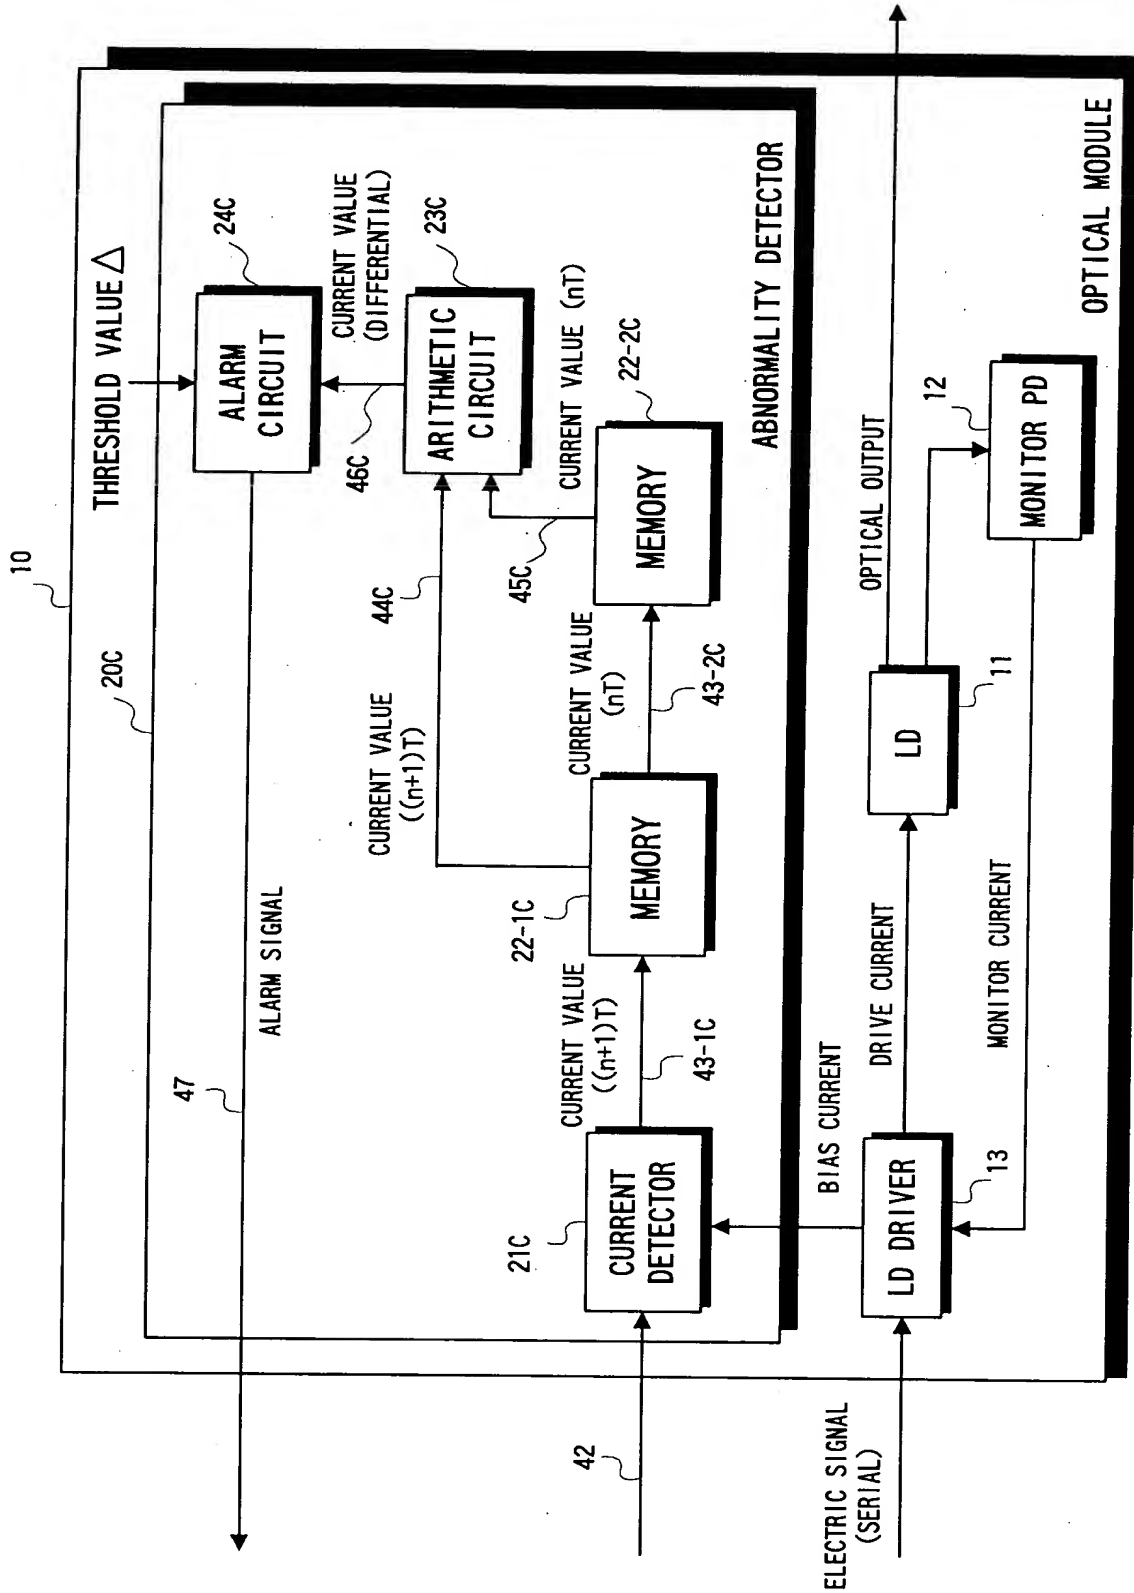 10
THRESHOLD VALUE △
20C
24C
ALARM
CIRCUIT
47
ALARM SIGNAL
CURRENT VALUE
(DIFFERENTIAL)
46C
23C
ARITHMETIC
CIRCUIT
CURRENT VALUE
((n+1)T)
44C
45C
CURRENT VALUE (nT)
21C
CURRENT
DETECTOR
CURRENT VALUE
((n+1)T)
43-1C
22-1C
MEMORY
CURRENT VALUE
(nT)
43-2C
MEMORY
22-2C
ABNORMALITY DETECTOR
42
BIAS CURRENT
ELECTRIC SIGNAL
(SERIAL)
LD DRIVER
13
DRIVE CURRENT
LD
11
OPTICAL OUTPUT
12
MONITOR PD
MONITOR CURRENT
OPTICAL MODULE